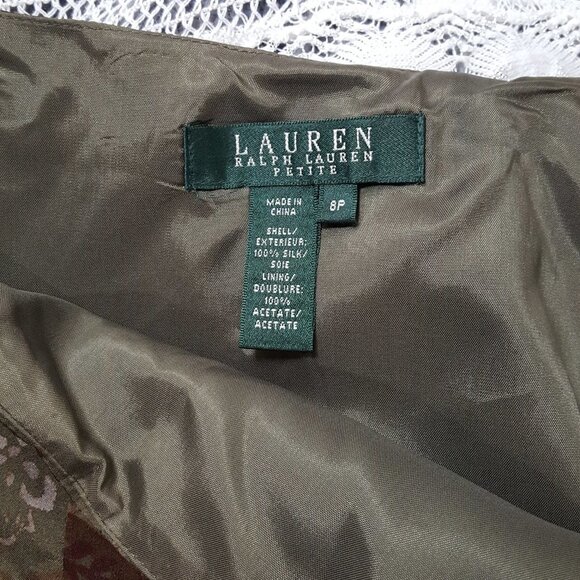 LAUREN
RALPH LAUREN
PETITE
8P
MADE IN
CHINA
SHELL/
EXTERIEUR:
100% SILK/
SOIE
LINING/
DOUBLURE:
100%
ACETATE/
ACETATE